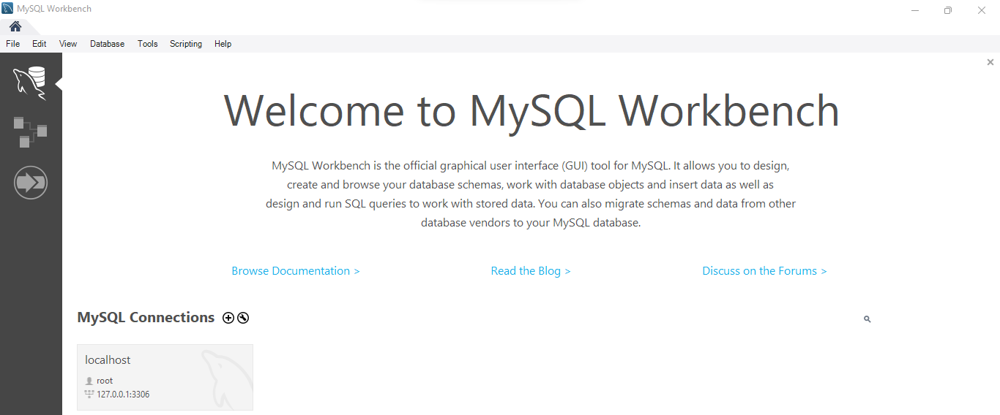 MySQL Workbench
File Edit View Database Tools Scripting Help
Welcome to MySQL Workbench
MySQL Workbench is the official graphical user interface (GUI) tool for MySQL. It allows you to design,
create and browse your database schemas, work with database objects and insert data as well as
design and run SQL queries to work with stored data. You can also migrate schemas and data from other
database vendors to your MySQL database.
Browse Documentation > Read the Blog > Discuss on the Forums >
MySQL Connections
localhost
root
127.0.0.1:3306